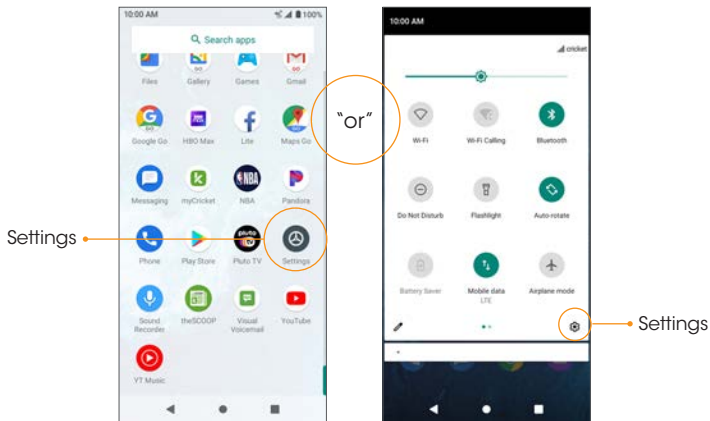 10:00 AM 100%
Search apps
Files Gallery Games Gmail
Google Go HBO Max Lite Maps Go
Messaging myCricket NBA Pandora
Phone Play Store Pluto TV Settings
Sound Recorder theSCOOP Visual Voicemail YouTube
YT Music
Settings
"or"
10:00 AM
cricket
Wi-Fi Wi-Fi Calling Bluetooth
Do Not Disturb Flashlight Auto-rotate
Battery Saver Mobile data Airplane mode
LTE
Settings